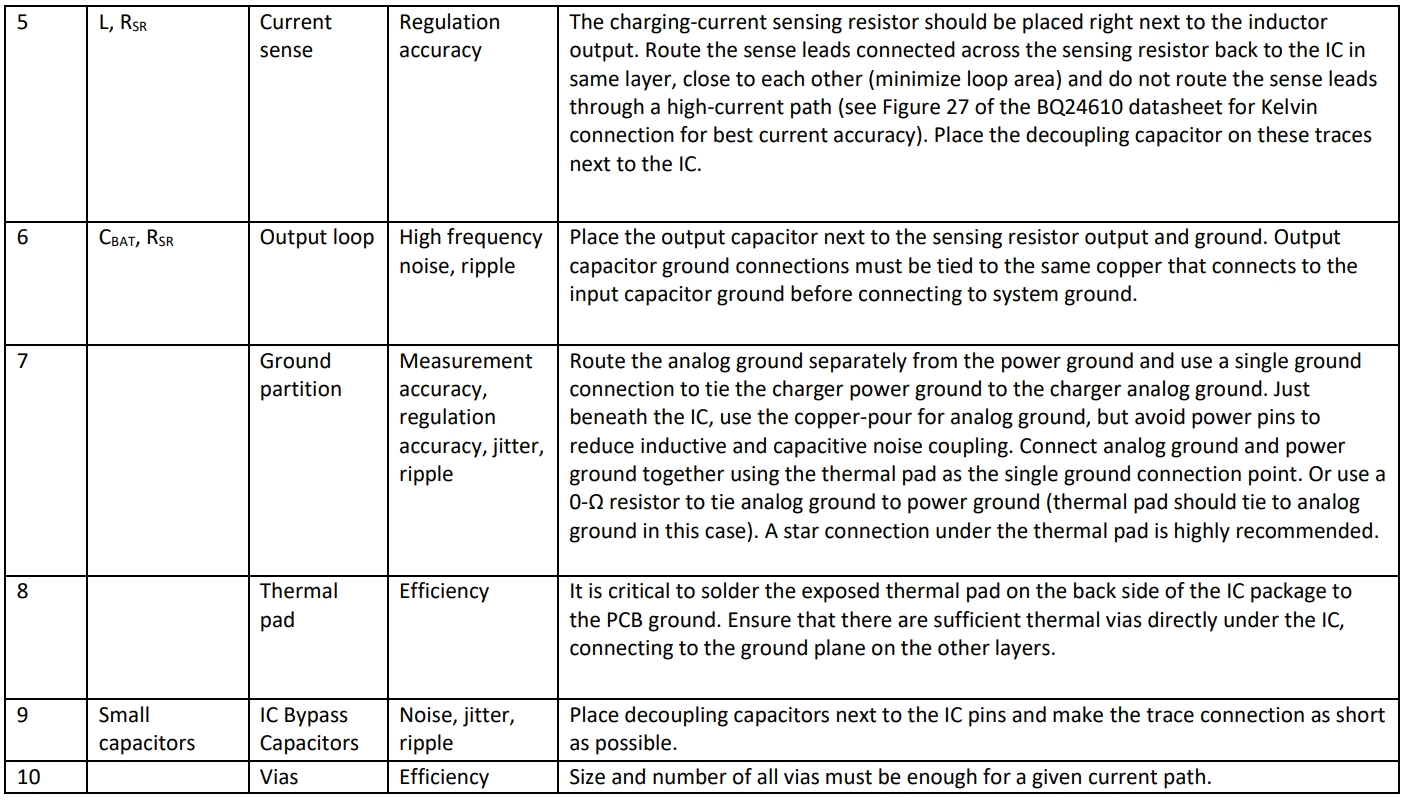 5 L, RSR Current Regulation The charging-current sensing resistor should be placed right next to the inductor
sense accuracy output. Route the sense leads connected across the sensing resistor back to the IC in
same layer, close to each other (minimize loop area) and do not route the sense leads
through a high-current path (see Figure 27 of the BQ24610 datasheet for Kelvin
connection for best current accuracy). Place the decoupling capacitor on these traces
next to the IC.
6 CBAT, RSR Output loop High frequency Place the output capacitor next to the sensing resistor output and ground. Output
noise, ripple capacitor ground connections must be tied to the same copper that connects to the
input capacitor ground before connecting to system ground.
7 Ground Measurement Route the analog ground separately from the power ground and use a single ground
partition accuracy, connection to tie the charger power ground to the charger analog ground. Just
regulation beneath the IC, use the copper-pour for analog ground, but avoid power pins to
accuracy, jitter, reduce inductive and capacitive noise coupling. Connect analog ground and power
ripple ground together using the thermal pad as the single ground connection point. Or use a
0-Ω resistor to tie analog ground to power ground (thermal pad should tie to analog
ground in this case). A star connection under the thermal pad is highly recommended.
8 Thermal Efficiency It is critical to solder the exposed thermal pad on the back side of the IC package to
pad the PCB ground. Ensure that there are sufficient thermal vias directly under the IC,
connecting to the ground plane on the other layers.
9 Small IC Bypass Noise, jitter, Place decoupling capacitors next to the IC pins and make the trace connection as short
capacitors Capacitors ripple as possible.
10 Vias Efficiency Size and number of all vias must be enough for a given current path.